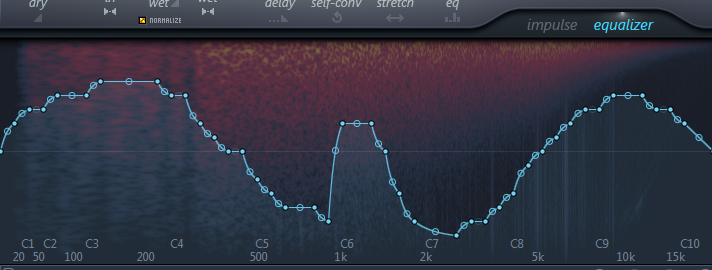 dry wet delay self-conv stretch eq
NORMALIZE
impulse equalizer
C1 C2 C3 C4 C5 C6 C7 C8 C9 C10
20 50 100 200 500 1k 2k 5k 10k 15k